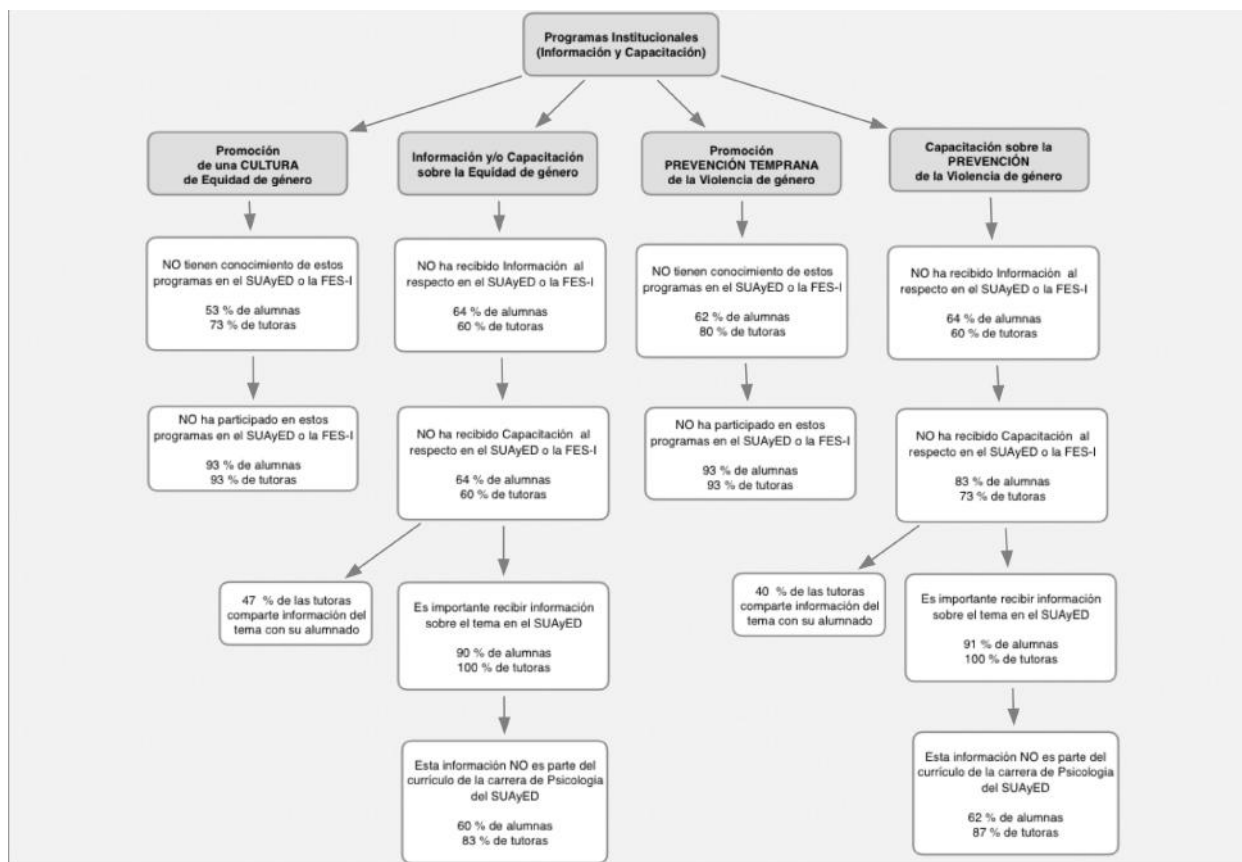 Programas Institucionales
(Información y Capacitación)
Promoción
de una CULTURA
de Equidad de género
Información y/o Capacitación
sobre la Equidad de género
Promoción
PREVENCIÓN TEMPRANA
de la Violencia de género
Capacitación sobre la
PREVENCIÓN
de la Violencia de género
NO tienen conocimiento de estos
programas en el SUAyED o la FES-I
53 % de alumnas
73 % de tutoras
NO ha recibido Información al
respecto en el SUAyED o la FES-I
64 % de alumnas
60 % de tutoras
NO tienen conocimiento de estos
programas en el SUAyED o la FES-I
62 % de alumnas
80 % de tutoras
NO ha recibido Información al
respecto en el SUAyED o la FES-I
64 % de alumnas
60 % de tutoras
NO ha participado en estos
programas en el SUAyED o la FES-I
93 % de alumnas
93 % de tutoras
NO ha recibido Capacitación al
respecto en el SUAyED o la FES-I
64 % de alumnas
60 % de tutoras
NO ha participado en estos
programas en el SUAyED o la FES-I
93 % de alumnas
93 % de tutoras
NO ha recibido Capacitación al
respecto en el SUAyED o la FES-I
83 % de alumnas
73 % de tutoras
47 % de las tutoras
comparte información del
tema con su alumnado
Es importante recibir información
sobre el tema en el SUAyED
90 % de alumnas
100 % de tutoras
40 % de las tutoras
comparte información del
tema con su alumnado
Es importante recibir información
sobre el tema en el SUAyED
91 % de alumnas
100 % de tutoras
Esta información NO es parte del
currículo de la carrera de Psicología
del SUAyED
60 % de alumnas
83 % de tutoras
Esta información NO es parte del
currículo de la carrera de Psicología
del SUAyED
62 % de alumnas
87 % de tutoras